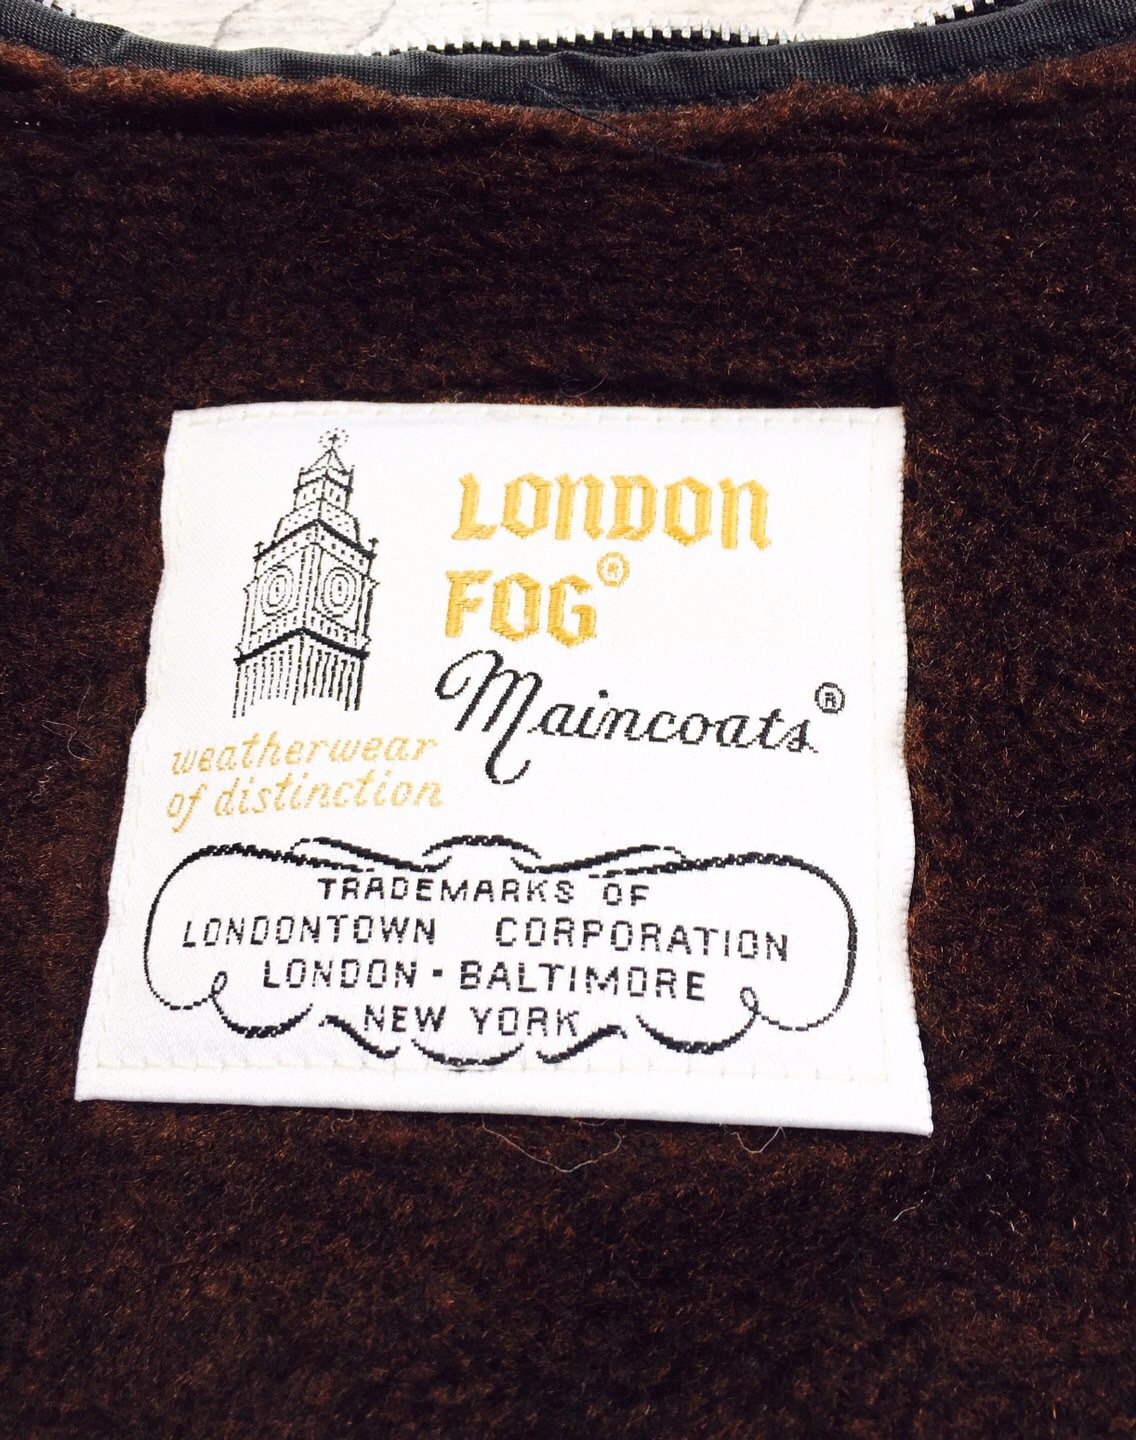 LONDON
FOG®
Maincoats®
weatherwear
of distinction
TRADEMARKS OF
LONDONTOWN CORPORATION
LONDON - BALTIMORE
NEW YORK